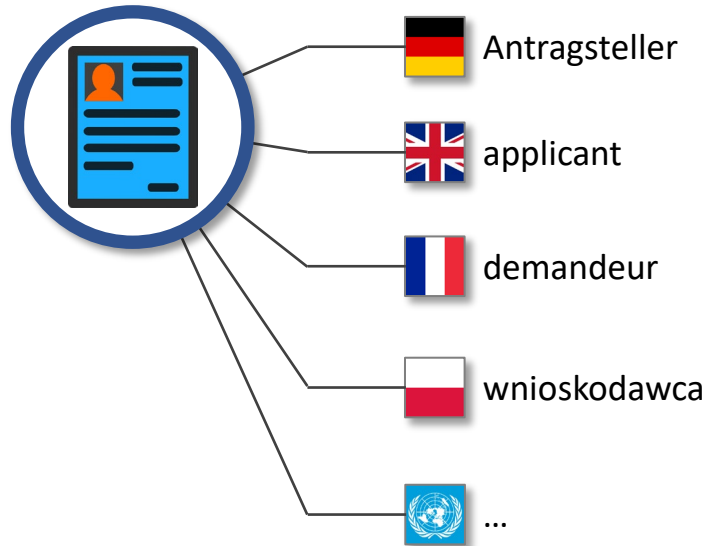 Antragsteller
applicant
demandeur
wnioskodawca
...